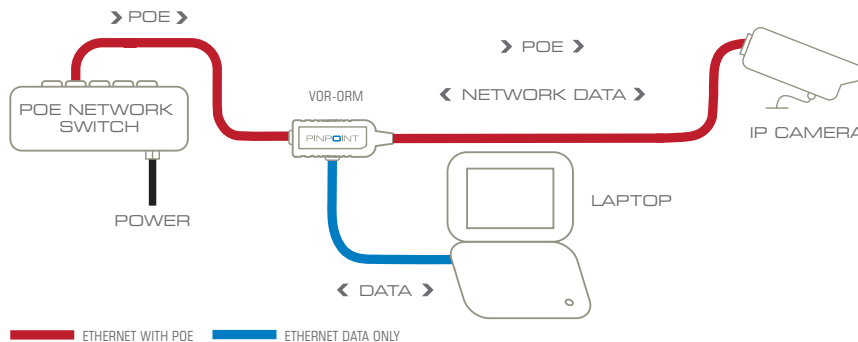 > POE >
> POE >
VOR-ORM
< NETWORK DATA >
POE NETWORK
SWITCH
PINPOINT
IP CAMERA
LAPTOP
POWER
< DATA >
ETHERNET WITH POE
ETHERNET DATA ONLY